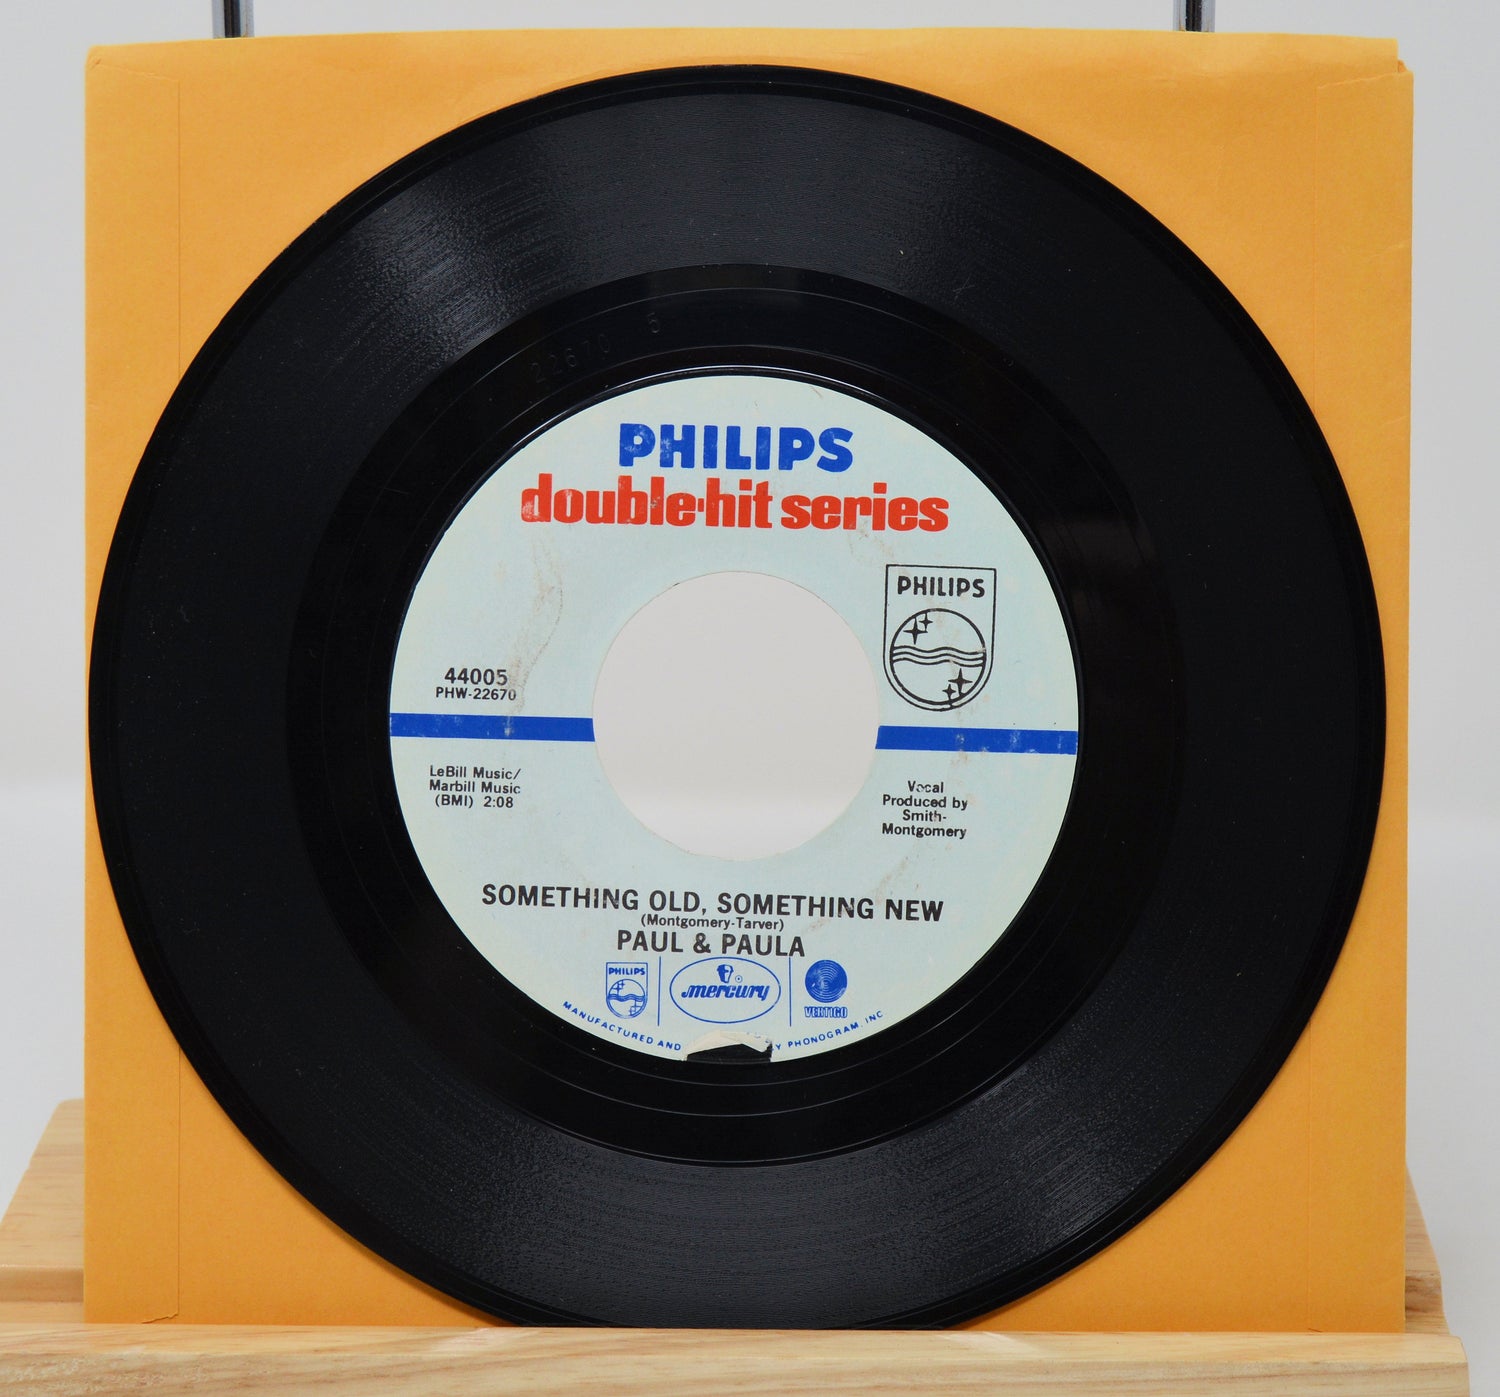 22670 5
PHILIPS
double·hit series
PHILIPS
44005
PHW-22670
LeBill Music/
Marbill Music
(BMI) 2:08
Vocal
Produced by
Smith-
Montgomery
SOMETHING OLD, SOMETHING NEW
(Montgomery-Tarver)
PAUL & PAULA
PHILIPS
mercury
VERTIGO
MANUFACTURED AND PHONOGRAM, INC